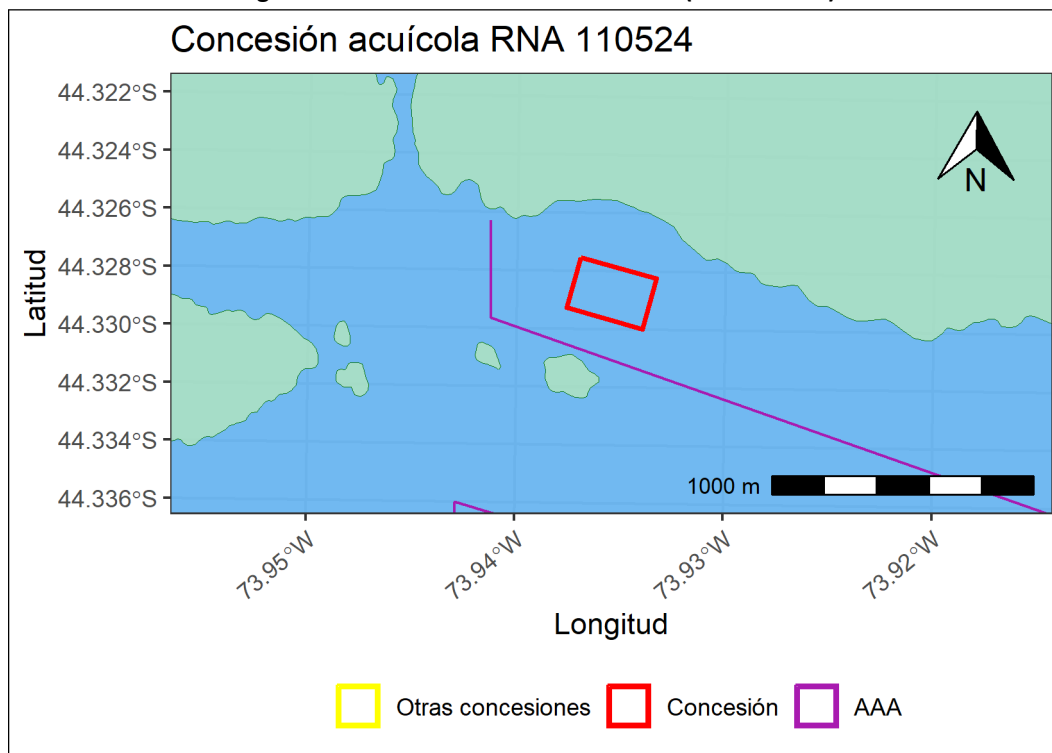 Concesión acuícola RNA 110524
44.322°S
44.324°S
44.326°S
44.328°S
44.330°S
44.332°S
44.334°S
44.336°S
Latitud
N
1000 m
73.95°W
73.94°W
73.93°W
73.92°W
Longitud
Otras concesiones
Concesión
AAA